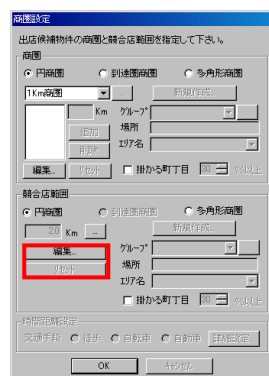 商圏設定
出店候補物件の商圏と競合店範囲を指定して下さい。
商圏
円商圏 到達圏商圏 多角形商圏
1Km商圏 ... 新規作成...
Km グループ ...
追加 場所
削除 エリア名
編集... リセット 掛かる町丁目 30 %以上
競合店範囲
円商圏 到達圏商圏 多角形商圏
2.0 Km ... 新規作成...
編集... グループ ...
リセット 場所
エリア名
掛かる町丁目 30 %以上
時間距離設定
交通手段 徒歩 自転車 自動車 詳細設定...
OK キャンセル